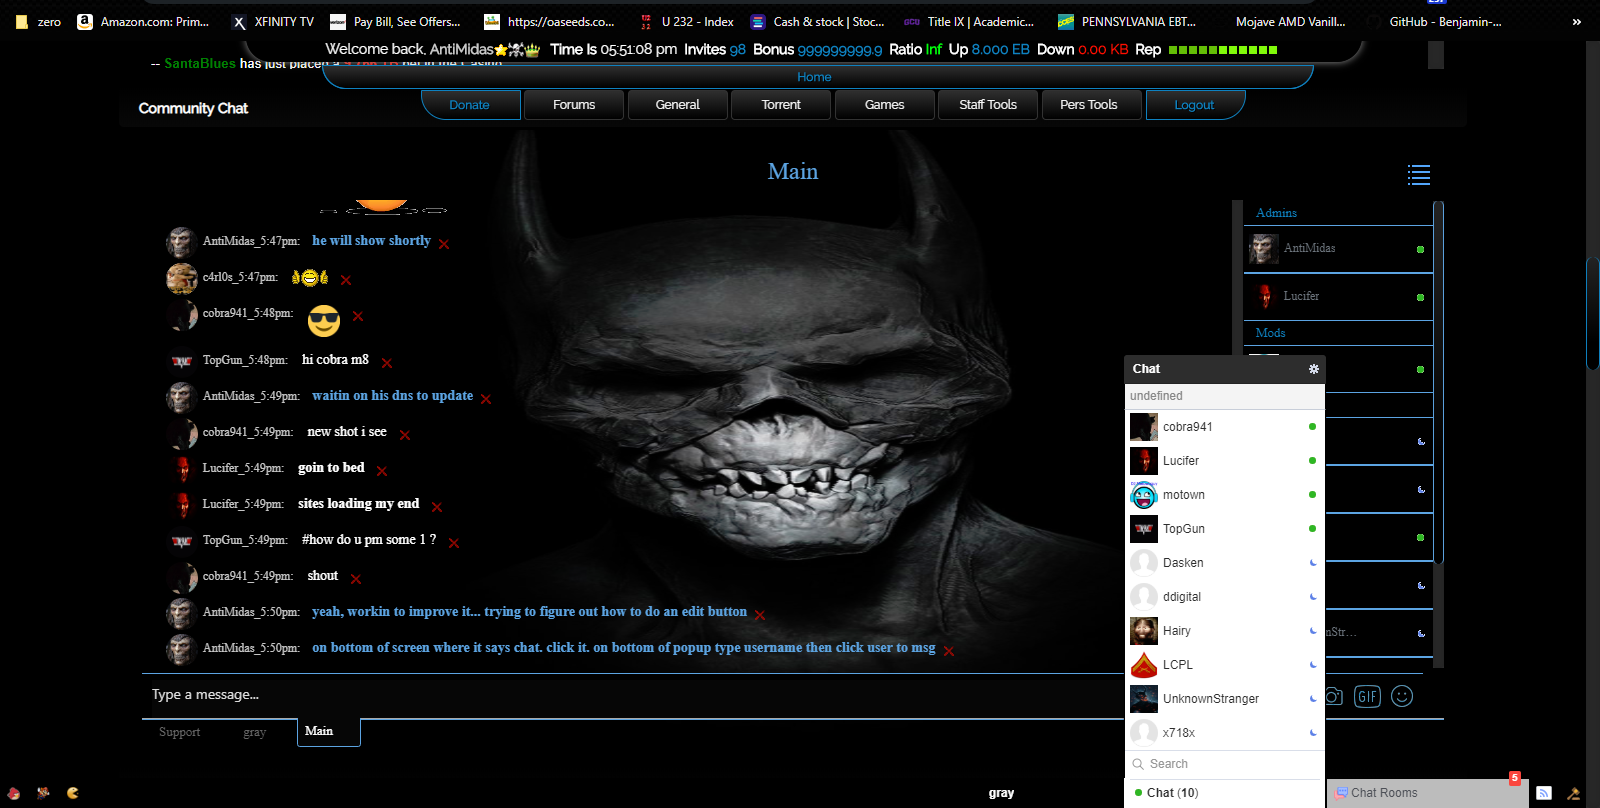 zero Amazon.com: Prim... XFINITY TV Pay Bill, See Offers... https://oaseeds.co... U 232 - Index Cash & stock | Stoc... Title IX | Academic... PENNSYLVANIA EBT... Mojave AMD Vanill... GitHub - Benjamin-... »
Welcome back, AntiMidas Time Is 05:51:08 pm Invites 98 Bonus 999999999.9 Ratio Inf Up 8.000 EB Down 0.00 KB Rep
-- SantaBlues has just placed a
Home
Community Chat
Donate Forums General Torrent Games Staff Tools Pers Tools Logout
Main
AntiMidas_5:47pm: he will show shortly
c4rl0s_5:47pm:
cobra941_5:48pm:
TopGun_5:48pm: hi cobra m8
AntiMidas_5:49pm: waitin on his dns to update
cobra941_5:49pm: new shot i see
Lucifer_5:49pm: goin to bed
Lucifer_5:49pm: sites loading my end
TopGun_5:49pm: #how do u pm some 1 ?
cobra941_5:49pm: shout
AntiMidas_5:50pm: yeah, workin to improve it... trying to figure out how to do an edit button
AntiMidas_5:50pm: on bottom of screen where it says chat. click it. on bottom of popup type username then click user to msg
Type a message...
Support gray Main
Admins
AntiMidas
Lucifer
Mods
Chat
undefined
cobra941
Lucifer
motown
TopGun
Dasken
ddigital
Hairy
LCPL
UnknownStranger
x718x
Search
Chat (10)
GIF
gray
Chat Rooms
5